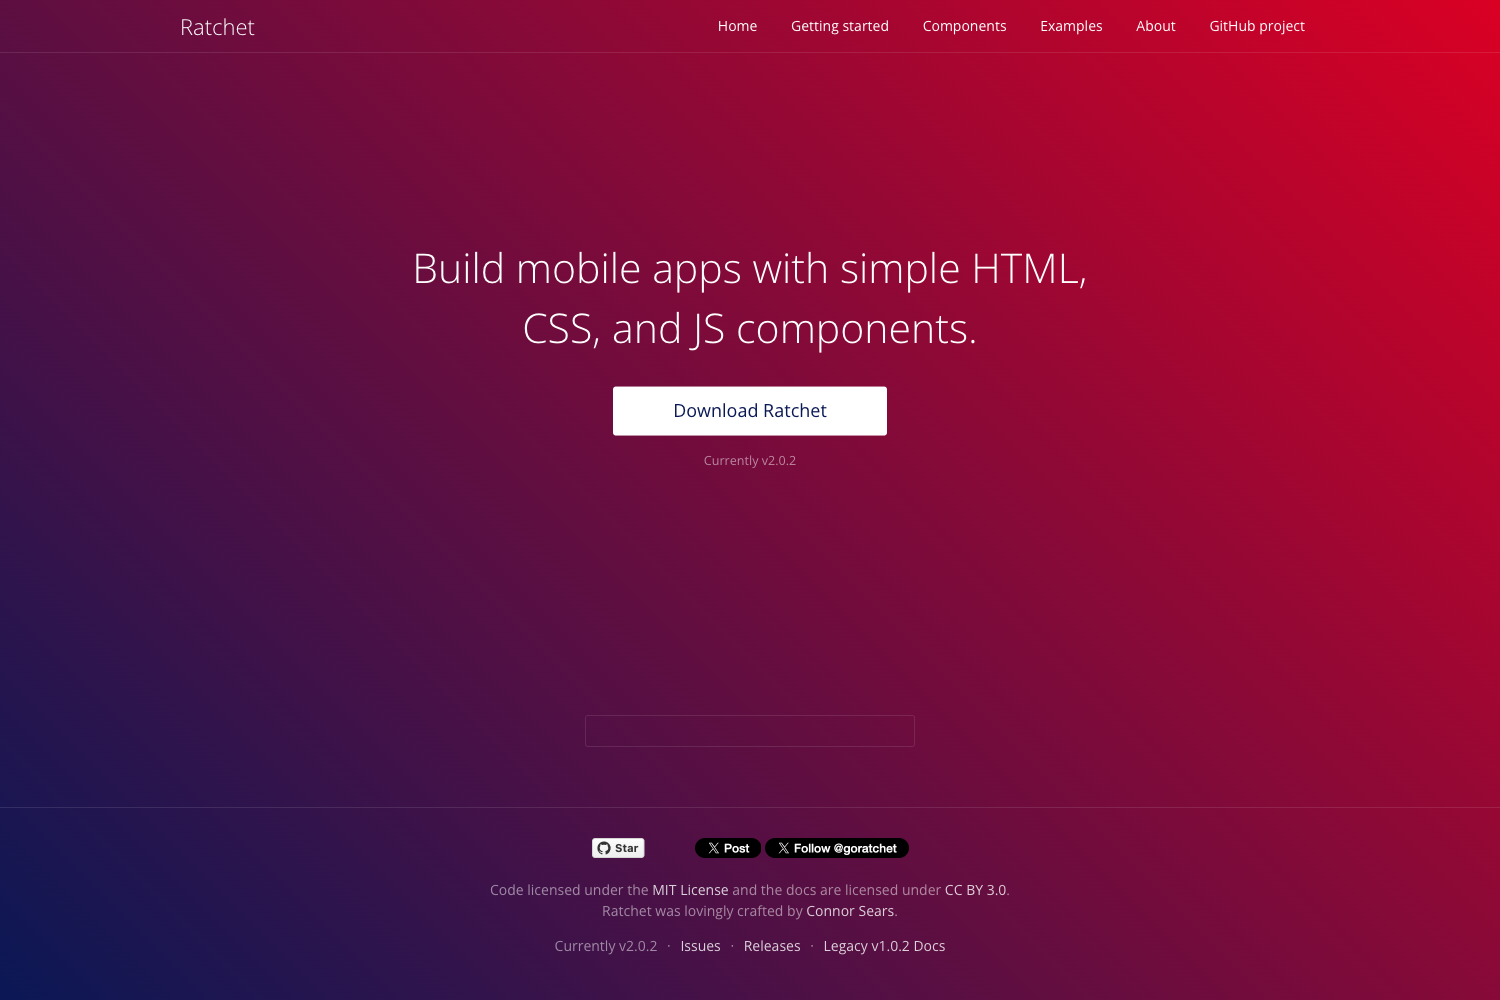 Ratchet
Home Getting started Components Examples About GitHub project
Build mobile apps with simple HTML,
CSS, and JS components.
Download Ratchet
Currently v2.0.2
Star
Post
Follow @goratchet
Code licensed under the MIT License and the docs are licensed under CC BY 3.0.
Ratchet was lovingly crafted by Connor Sears.
Currently v2.0.2 · Issues · Releases · Legacy v1.0.2 Docs